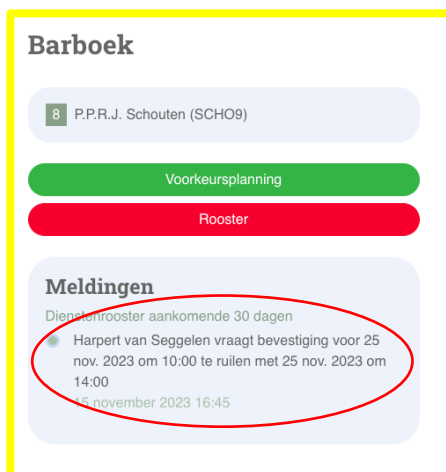 Barboek
8 P.P.R.J. Schouten (SCHO9)
Voorkeursplanning
Rooster
Meldingen
Dienstenrooster aankomende 30 dagen
Harpert van Seggelen vraagt bevestiging voor 25
nov. 2023 om 10:00 te ruilen met 25 nov. 2023 om
14:00
15 november 2023 16:45